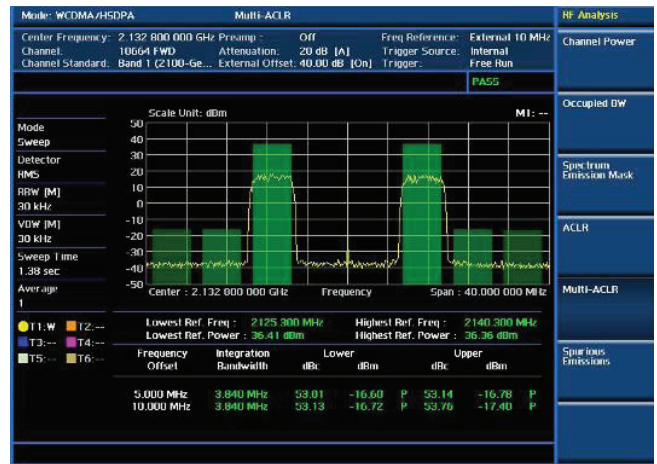 Mode: WCDMA/HSDPA Multi-ACLR RF Analysis
Center Frequency: 2.132 800 000 GHz Preamp : Off Freq Reference: External 10 MHz
Channel: 10664 FWD Attenuation: 20 dB [A] Trigger Source: Internal
Channel Standard: Band 1 (2100-Ge... External Offset: 40.00 dB [On] Trigger: Free Run
PASS
Channel Power
Occupied BW
Spectrum
Emission Mask
ACLR
Multi-ACLR
Spurious
Emissions
Mode
Sweep
Detector
RMS
RBW [M]
30 kHz
VBW [M]
30 kHz
Sweep Time
1.38 sec
Average
1
T1:W T2:--
T3:-- T4:--
T5:-- T6:--
Scale Unit: dBm M1: --
50
40
30
20
10
0
-10
-20
-30
-40
-50
Center : 2.132 800 000 GHz Frequency Span : 40.000 000 MHz
Lowest Ref. Freq : 2125.300 MHz Highest Ref. Freq : 2140.300 MHz
Lowest Ref. Power : 36.41 dBm Highest Ref. Power : 36.36 dBm
Frequency Integration Lower Upper
Offset Bandwidth dBc dBm dBc dBm
5.000 MHz 3.840 MHz 53.01 -16.60 P 53.14 -16.78 P
10.000 MHz 3.840 MHz 53.13 -16.72 P 53.76 -17.40 P